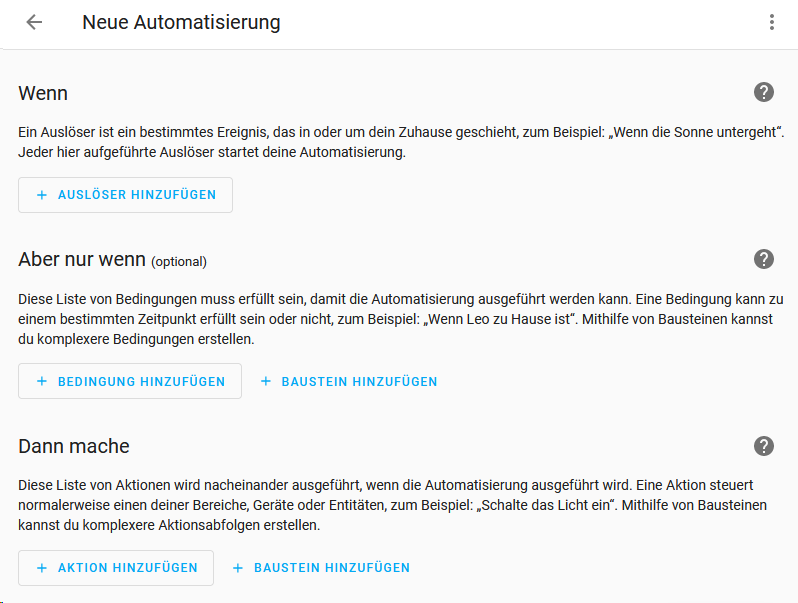 Neue Automatisierung
Wenn
Ein Auslöser ist ein bestimmtes Ereignis, das in oder um dein Zuhause geschieht, zum Beispiel: „Wenn die Sonne untergeht“.
Jeder hier aufgeführte Auslöser startet deine Automatisierung.
+ AUSLÖSER HINZUFÜGEN
Aber nur wenn (optional)
Diese Liste von Bedingungen muss erfüllt sein, damit die Automatisierung ausgeführt werden kann. Eine Bedingung kann zu
einem bestimmten Zeitpunkt erfüllt sein oder nicht, zum Beispiel: „Wenn Leo zu Hause ist“. Mithilfe von Bausteinen kannst
du komplexere Bedingungen erstellen.
+ BEDINGUNG HINZUFÜGEN + BAUSTEIN HINZUFÜGEN
Dann mache
Diese Liste von Aktionen wird nacheinander ausgeführt, wenn die Automatisierung ausgeführt wird. Eine Aktion steuert
normalerweise einen deiner Bereiche, Geräte oder Entitäten, zum Beispiel: „Schalte das Licht ein“. Mithilfe von Bausteinen
kannst du komplexere Aktionsabfolgen erstellen.
+ AKTION HINZUFÜGEN + BAUSTEIN HINZUFÜGEN